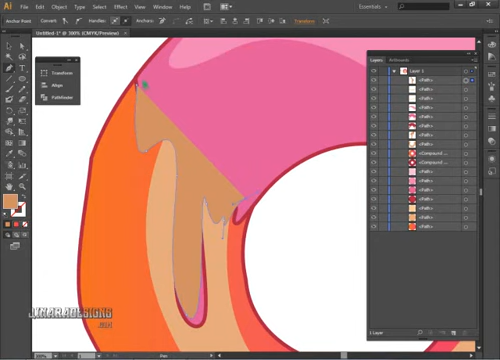 Ai
File Edit Object Type Select Effect View Window Help
Essentials
Anchor Point Convert: Handles: Anchors: Transform
Untitled-1* @ 300% (CMYK/Preview)
Transform
Align
Pathfinder
Layers Artboards
Layer 1
<Path>
<Path>
<Path>
<Path>
<Path>
<Path>
<Path>
<Compound ...
<Compound ...
<Path>
<Path>
<Path>
<Path>
<Path>
<Path>
1 Layer
300%
Pen